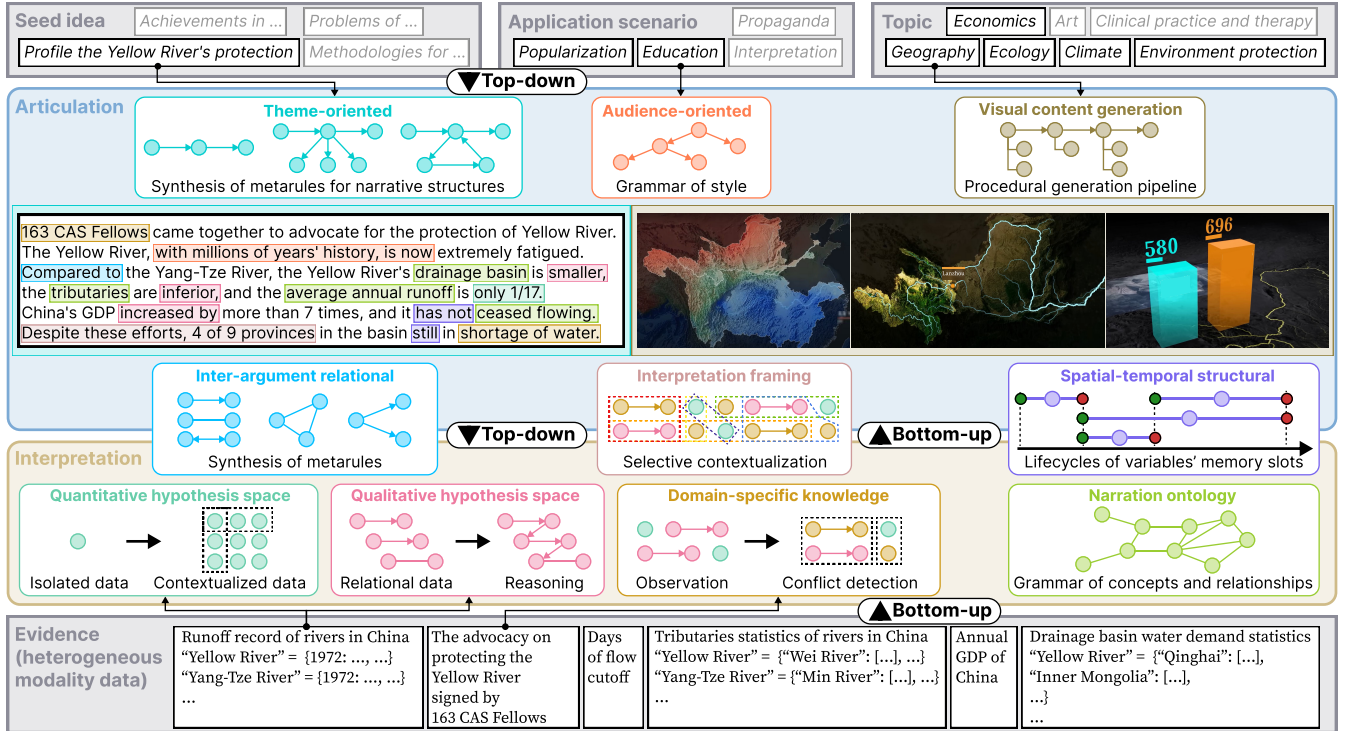 Seed idea
Achievements in ...
Problems of ...
Profile the Yellow River's protection
Methodologies for ...
Application scenario
Propaganda
Popularization
Education
Interpretation
Topic
Economics
Art
Clinical practice and therapy
Geography
Ecology
Climate
Environment protection
▼Top-down
Articulation
Theme-oriented
Synthesis of metarules for narrative structures
Audience-oriented
Grammar of style
Visual content generation
Procedural generation pipeline
163 CAS Fellows came together to advocate for the protection of Yellow River.
The Yellow River, with millions of years' history, is now extremely fatigued.
Compared to the Yang-Tze River, the Yellow River's drainage basin is smaller,
the tributaries are inferior, and the average annual runoff is only 1/17.
China's GDP increased by more than 7 times, and it has not ceased flowing.
Despite these efforts, 4 of 9 provinces in the basin still in shortage of water.
Lanzhou
580
696
Inter-argument relational
Synthesis of metarules
Interpretation framing
Selective contextualization
Spatial-temporal structural
Lifecycles of variables' memory slots
▼Top-down
▲Bottom-up
Interpretation
Quantitative hypothesis space
Isolated data
Contextualized data
Qualitative hypothesis space
Relational data
Reasoning
Domain-specific knowledge
Observation
Conflict detection
Narration ontology
Grammar of concepts and relationships
▲Bottom-up
Evidence
(heterogeneous
modality data)
Runoff record of rivers in China
“Yellow River” = {1972: ..., ...}
“Yang-Tze River” = {1972: ..., ...}
...
The advocacy on
protecting the
Yellow River
signed by
163 CAS Fellows
Days
of flow
cutoff
Tributaries statistics of rivers in China
“Yellow River” = {“Wei River”: [...], ...}
“Yang-Tze River” = {“Min River”: [...], ...}
...
Annual
GDP of
China
Drainage basin water demand statistics
“Yellow River” = {“Qinghai”: [...],
“Inner Mongolia”: [...],
...}
...